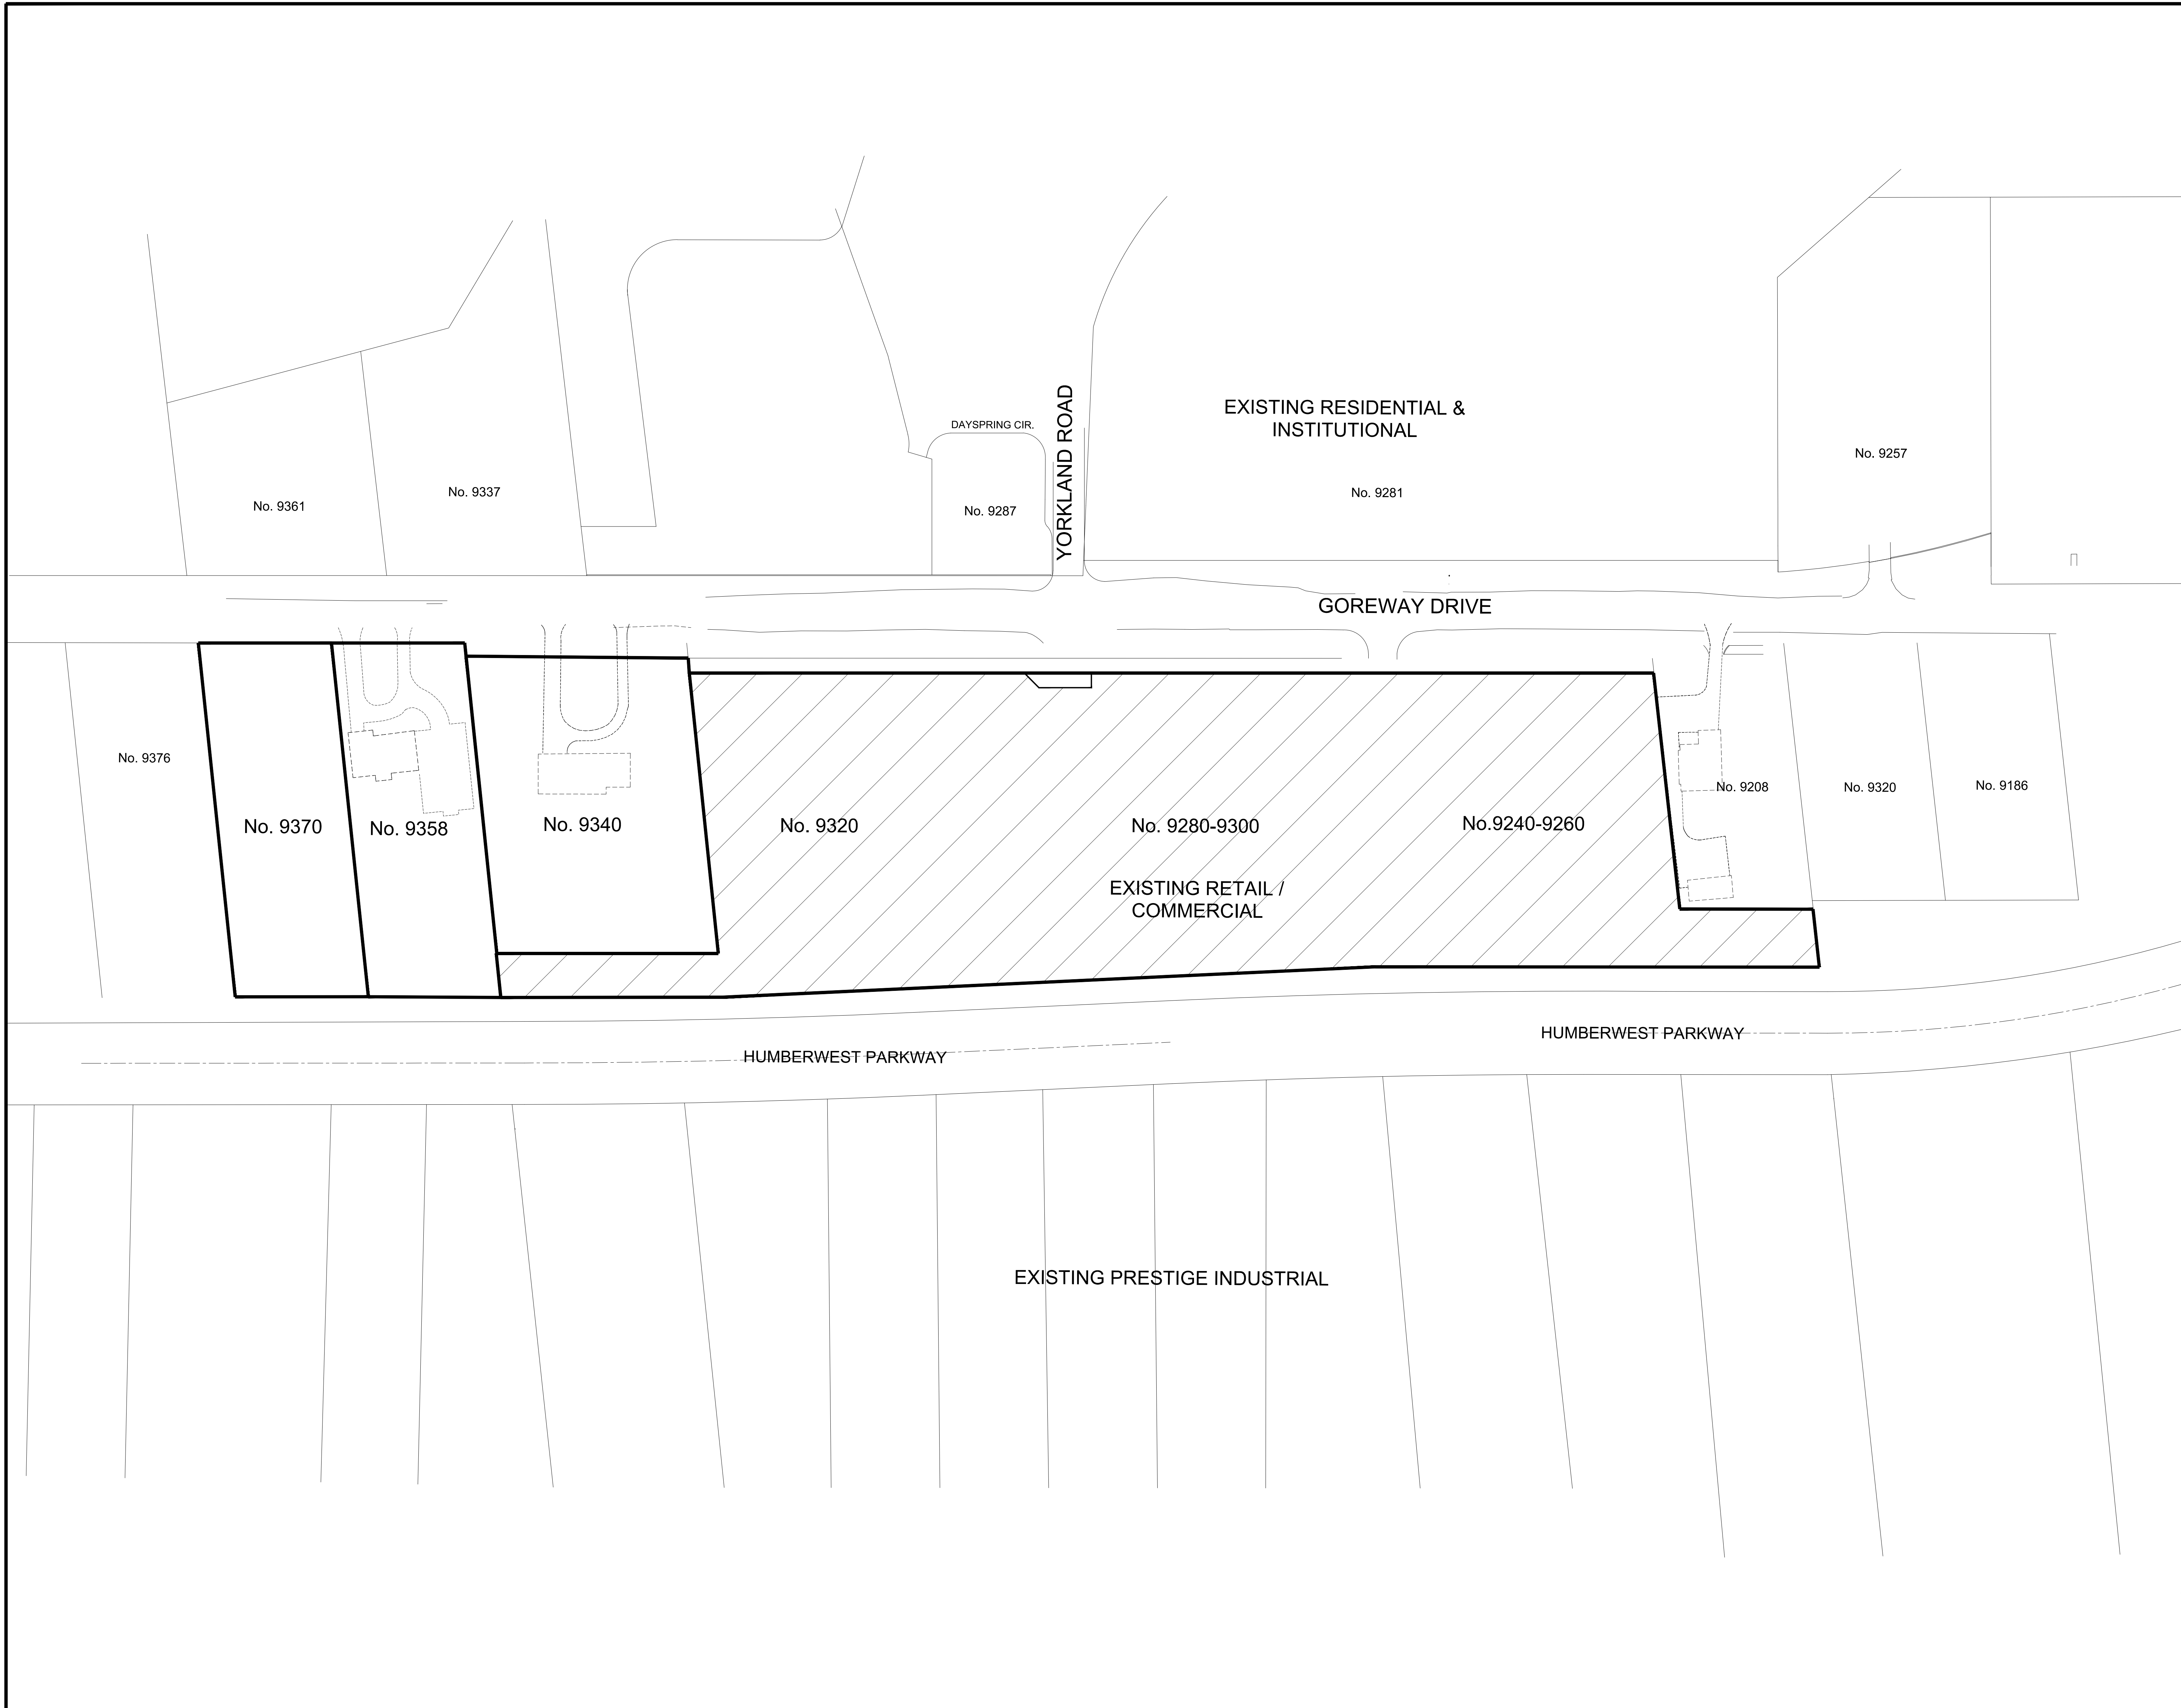 EXISTING RESIDENTIAL &
INSTITUTIONAL
DAYSPRING CIR.
YORKLAND ROAD
No. 9361
No. 9337
No. 9287
No. 9281
No. 9257
GOREWAY DRIVE
No. 9376
No. 9370
No. 9358
No. 9340
No. 9320
No. 9280-9300
No.9240-9260
No. 9208
No. 9320
No. 9186
EXISTING RETAIL /
COMMERCIAL
HUMBERWEST PARKWAY
HUMBERWEST PARKWAY
EXISTING PRESTIGE INDUSTRIAL